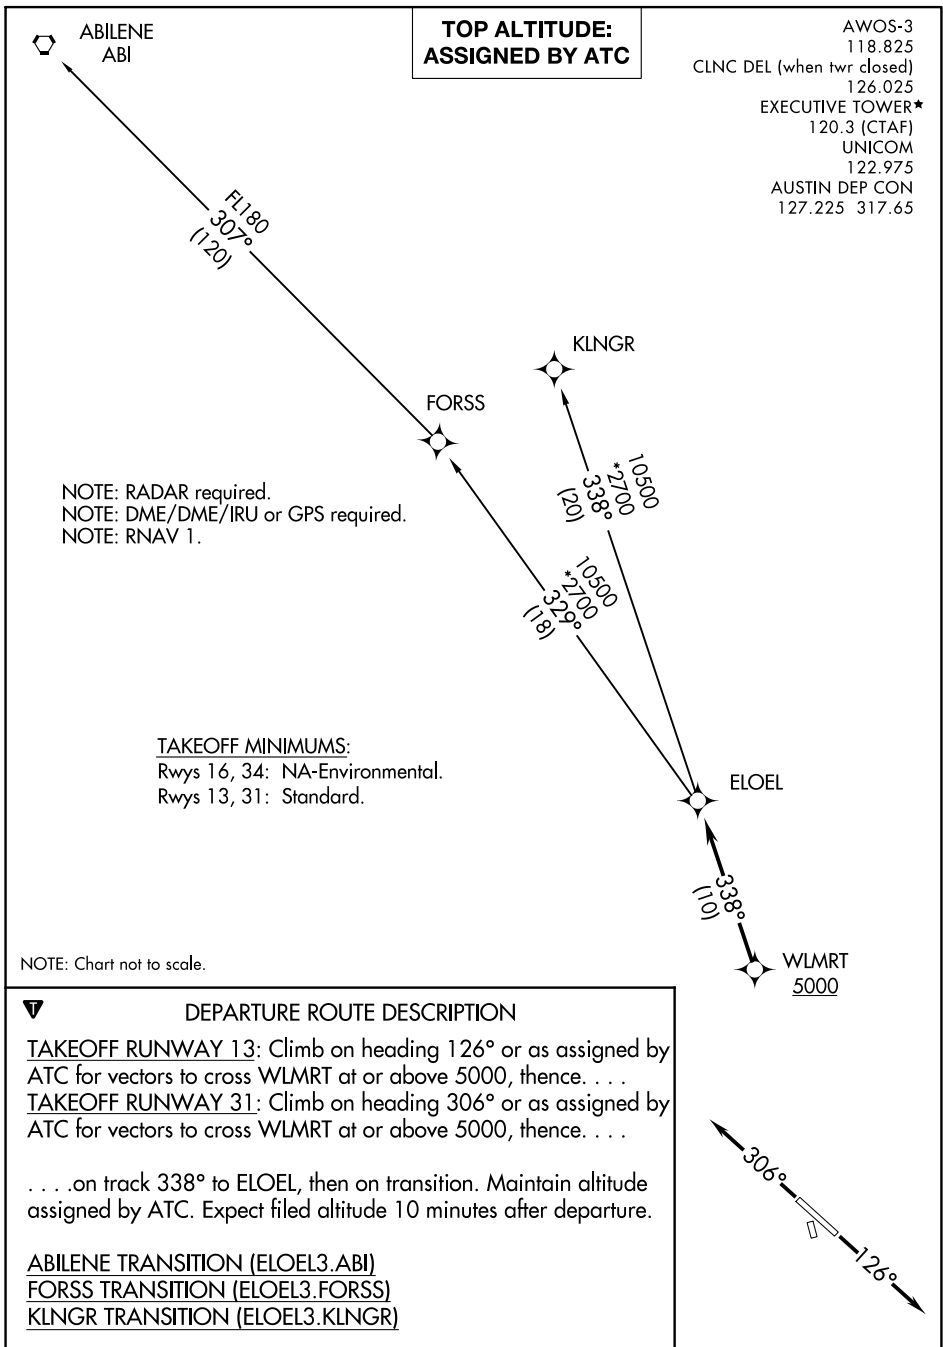 TOP ALTITUDE:
ASSIGNED BY ATC
ABILENE
ABI
AWOS-3
118.825
CLNC DEL (when twr closed)
126.025
EXECUTIVE TOWER★
120.3 (CTAF)
UNICOM
122.975
AUSTIN DEP CON
127.225 317.65
FL180
307°
(120)
KLNGR
FORSS
10500
*2700
338°
(20)
NOTE: RADAR required.
NOTE: DME/DME/IRU or GPS required.
NOTE: RNAV 1.
10500
*2700
329°
(18)
TAKEOFF MINIMUMS:
Rwys 16, 34: NA-Environmental.
Rwys 13, 31: Standard.
ELOEL
338°
(10)
NOTE: Chart not to scale.
WLMRT
5000
T
DEPARTURE ROUTE DESCRIPTION
TAKEOFF RUNWAY 13: Climb on heading 126° or as assigned by
ATC for vectors to cross WLMRT at or above 5000, thence. . . .
TAKEOFF RUNWAY 31: Climb on heading 306° or as assigned by
ATC for vectors to cross WLMRT at or above 5000, thence. . . .
. . . .on track 338° to ELOEL, then on transition. Maintain altitude
assigned by ATC. Expect filed altitude 10 minutes after departure.
ABILENE TRANSITION (ELOEL3.ABI)
FORSS TRANSITION (ELOEL3.FORSS)
KLNGR TRANSITION (ELOEL3.KLNGR)
306°
126°